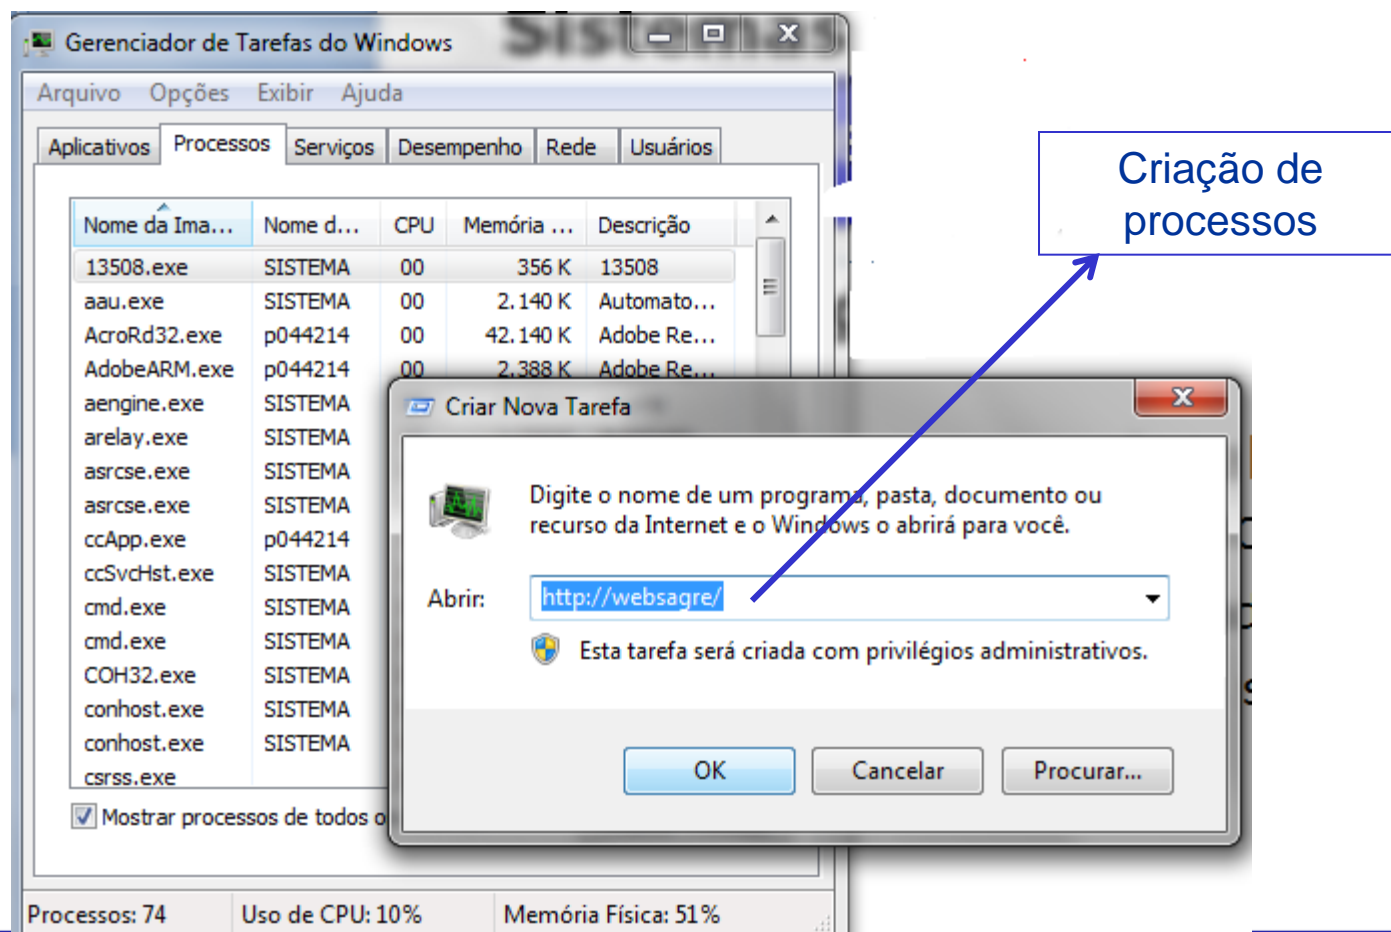 Sistemas
Gerenciador de Tarefas do Windows
Arquivo Opções Exibir Ajuda
Aplicativos Processos Serviços Desempenho Rede Usuários
Criação de
processos
Nome da Ima... Nome d... CPU Memória ... Descrição
13508.exe SISTEMA 00 356 K 13508
aau.exe SISTEMA 00 2.140 K Automato...
AcroRd32.exe p044214 00 42.140 K Adobe Re...
AdobeARM.exe p044214 00 2.388 K Adobe Re...
aengine.exe SISTEMA
arelay.exe SISTEMA
asrcse.exe SISTEMA
asrcse.exe SISTEMA
ccApp.exe p044214
ccSvcHst.exe SISTEMA
cmd.exe SISTEMA
cmd.exe SISTEMA
COH32.exe SISTEMA
conhost.exe SISTEMA
conhost.exe SISTEMA
csrss.exe
Mostrar processos de todos o
Processos: 74 Uso de CPU: 10% Memória Física: 51%
Criar Nova Tarefa
Digite o nome de um programa, pasta, documento ou
recurso da Internet e o Windows o abrirá para você.
Abrir: http://websagre/
Esta tarefa será criada com privilégios administrativos.
OK Cancelar Procurar...